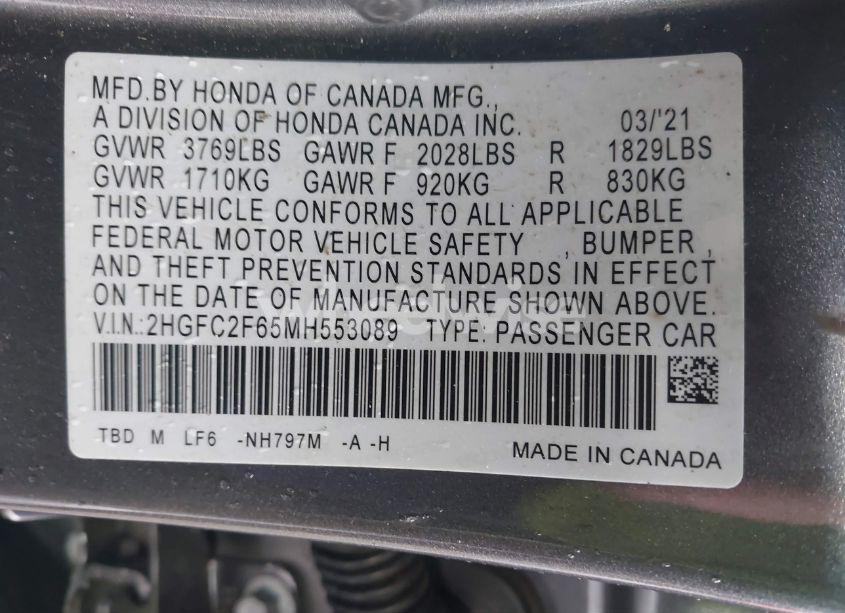 MFD.BY HONDA OF CANADA MFG.,
A DIVISION OF HONDA CANADA INC. 03/'21
GVWR 3769LBS GAWR F 2028LBS R 1829LBS
GVWR 1710KG GAWR F 920KG R 830KG
THIS VEHICLE CONFORMS TO ALL APPLICABLE
FEDERAL MOTOR VEHICLE SAFETY , BUMPER ,
AND THEFT PREVENTION STANDARDS IN EFFECT
ON THE DATE OF MANUFACTURE SHOWN ABOVE.
V.I.N.:2HGFC2F65MH553089 TYPE: PASSENGER CAR
TBD M LF6 -NH797M -A -H
MADE IN CANADA